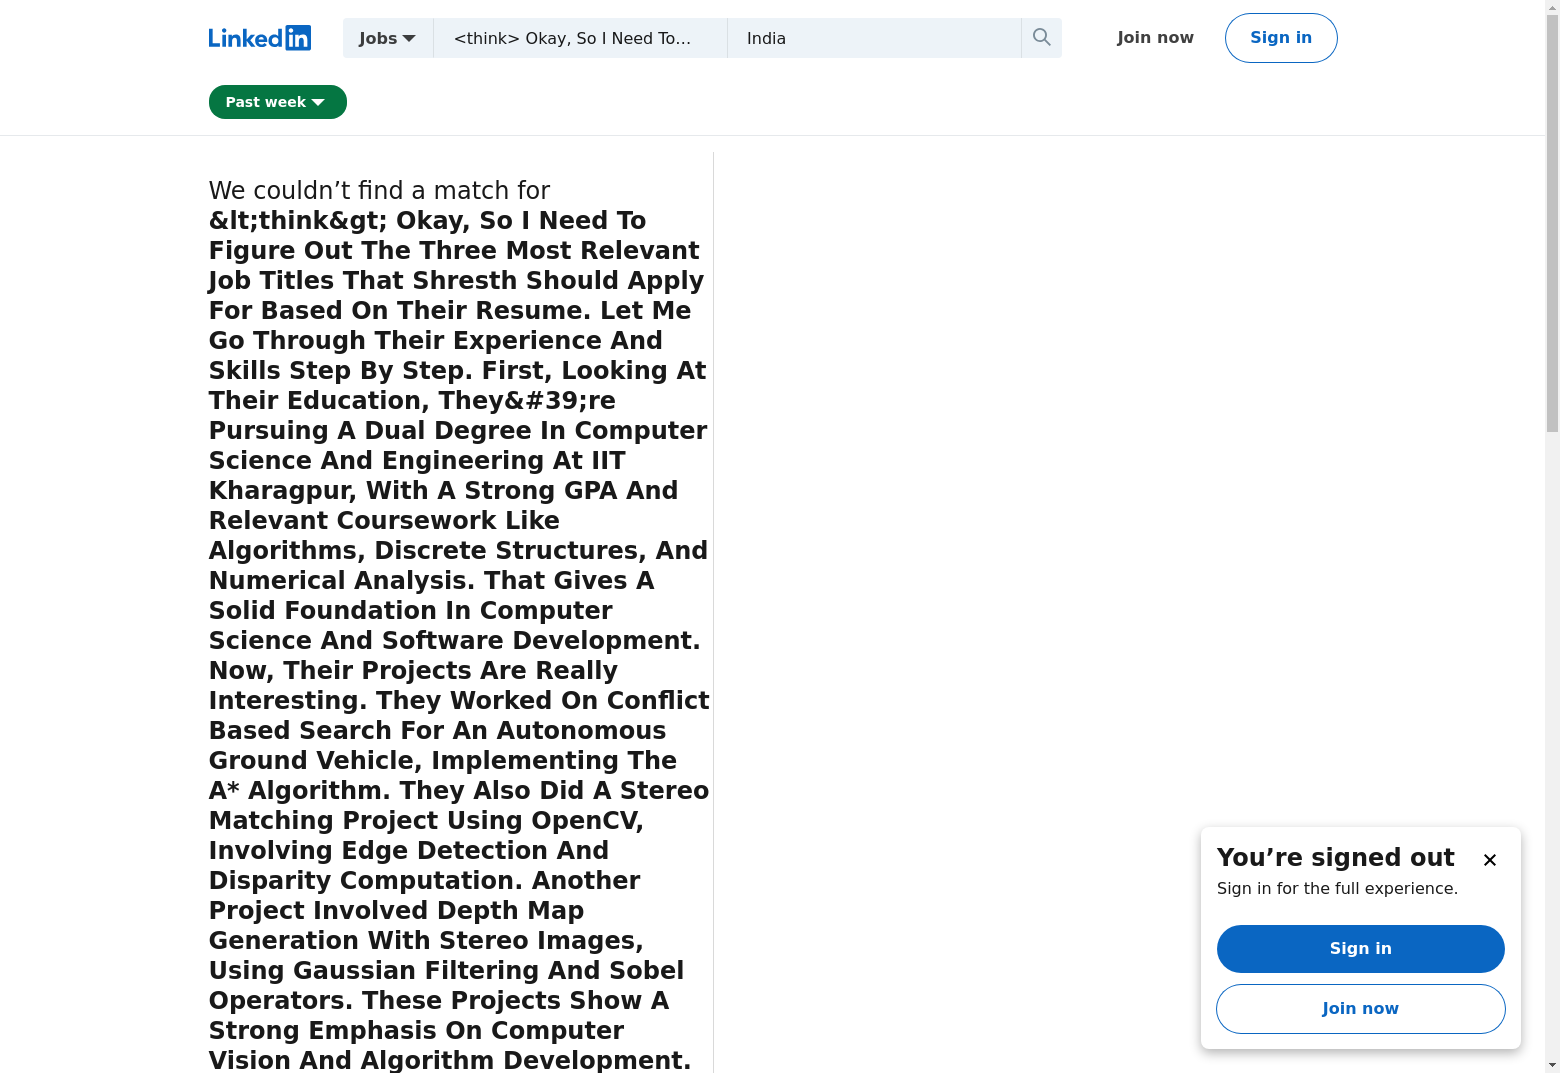 LinkedIn
Jobs
<think> Okay, So I Need To…
India
Join now
Sign in
Past week
We couldn’t find a match for
&lt;think&gt; Okay, So I Need To
Figure Out The Three Most Relevant
Job Titles That Shresth Should Apply
For Based On Their Resume. Let Me
Go Through Their Experience And
Skills Step By Step. First, Looking At
Their Education, They&#39;re
Pursuing A Dual Degree In Computer
Science And Engineering At IIT
Kharagpur, With A Strong GPA And
Relevant Coursework Like
Algorithms, Discrete Structures, And
Numerical Analysis. That Gives A
Solid Foundation In Computer
Science And Software Development.
Now, Their Projects Are Really
Interesting. They Worked On Conflict
Based Search For An Autonomous
Ground Vehicle, Implementing The
A* Algorithm. They Also Did A Stereo
Matching Project Using OpenCV,
Involving Edge Detection And
Disparity Computation. Another
Project Involved Depth Map
Generation With Stereo Images,
Using Gaussian Filtering And Sobel
Operators. These Projects Show A
Strong Emphasis On Computer
Vision And Algorithm Development.
You’re signed out
Sign in for the full experience.
Sign in
Join now